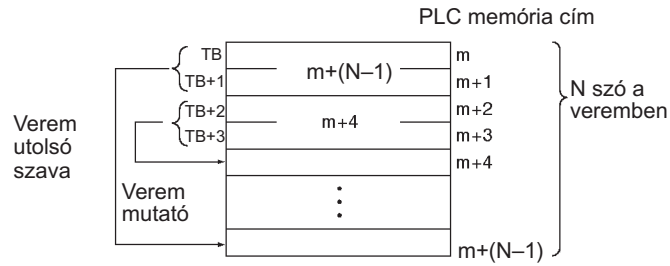 PLC memória cím
TB
TB+1
TB+2
TB+3
m+(N–1)
m+4
m
m+1
m+2
m+3
m+4
m+(N–1)
N szó a
veremben
Verem
utolsó
szava
Verem
mutató